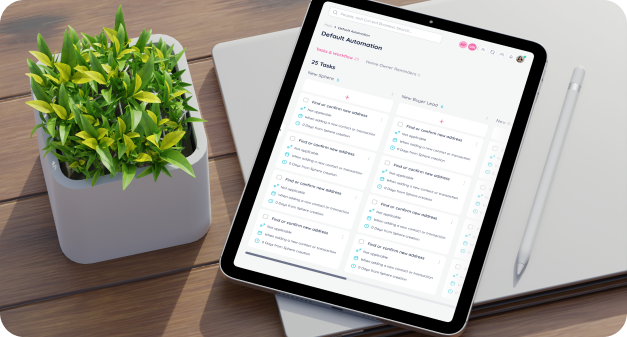 Default Automation
Default Automation
Tasks & Workflow 25
Home Owner Reminders
25 Tasks
New Sphere
New Buyer Lead
+
+
Find or confirm new address
Not applicable
When adding a new contact or transaction
0 Days from Sphere creation
Find or confirm new address
Not applicable
When adding a new contact or transaction
0 Days from Sphere creation
Find or confirm new address
Not applicable
When adding a new contact or transaction
0 Days from Sphere creation
Find or confirm new address
Not applicable
When adding a new contact or transaction
0 Days from Sphere creation
Find or confirm new address
Not applicable
When adding a new contact or transaction
0 Days from Sphere creation
Find or confirm new address
Not applicable
When adding a new contact or transaction
0 Days from Sphere creation
Find or confirm new address
Not applicable
When adding a new contact or transaction
0 Days from Sphere creation
Find or confirm new address
Not applicable
When adding a new contact or transaction
0 Days from Sphere creation